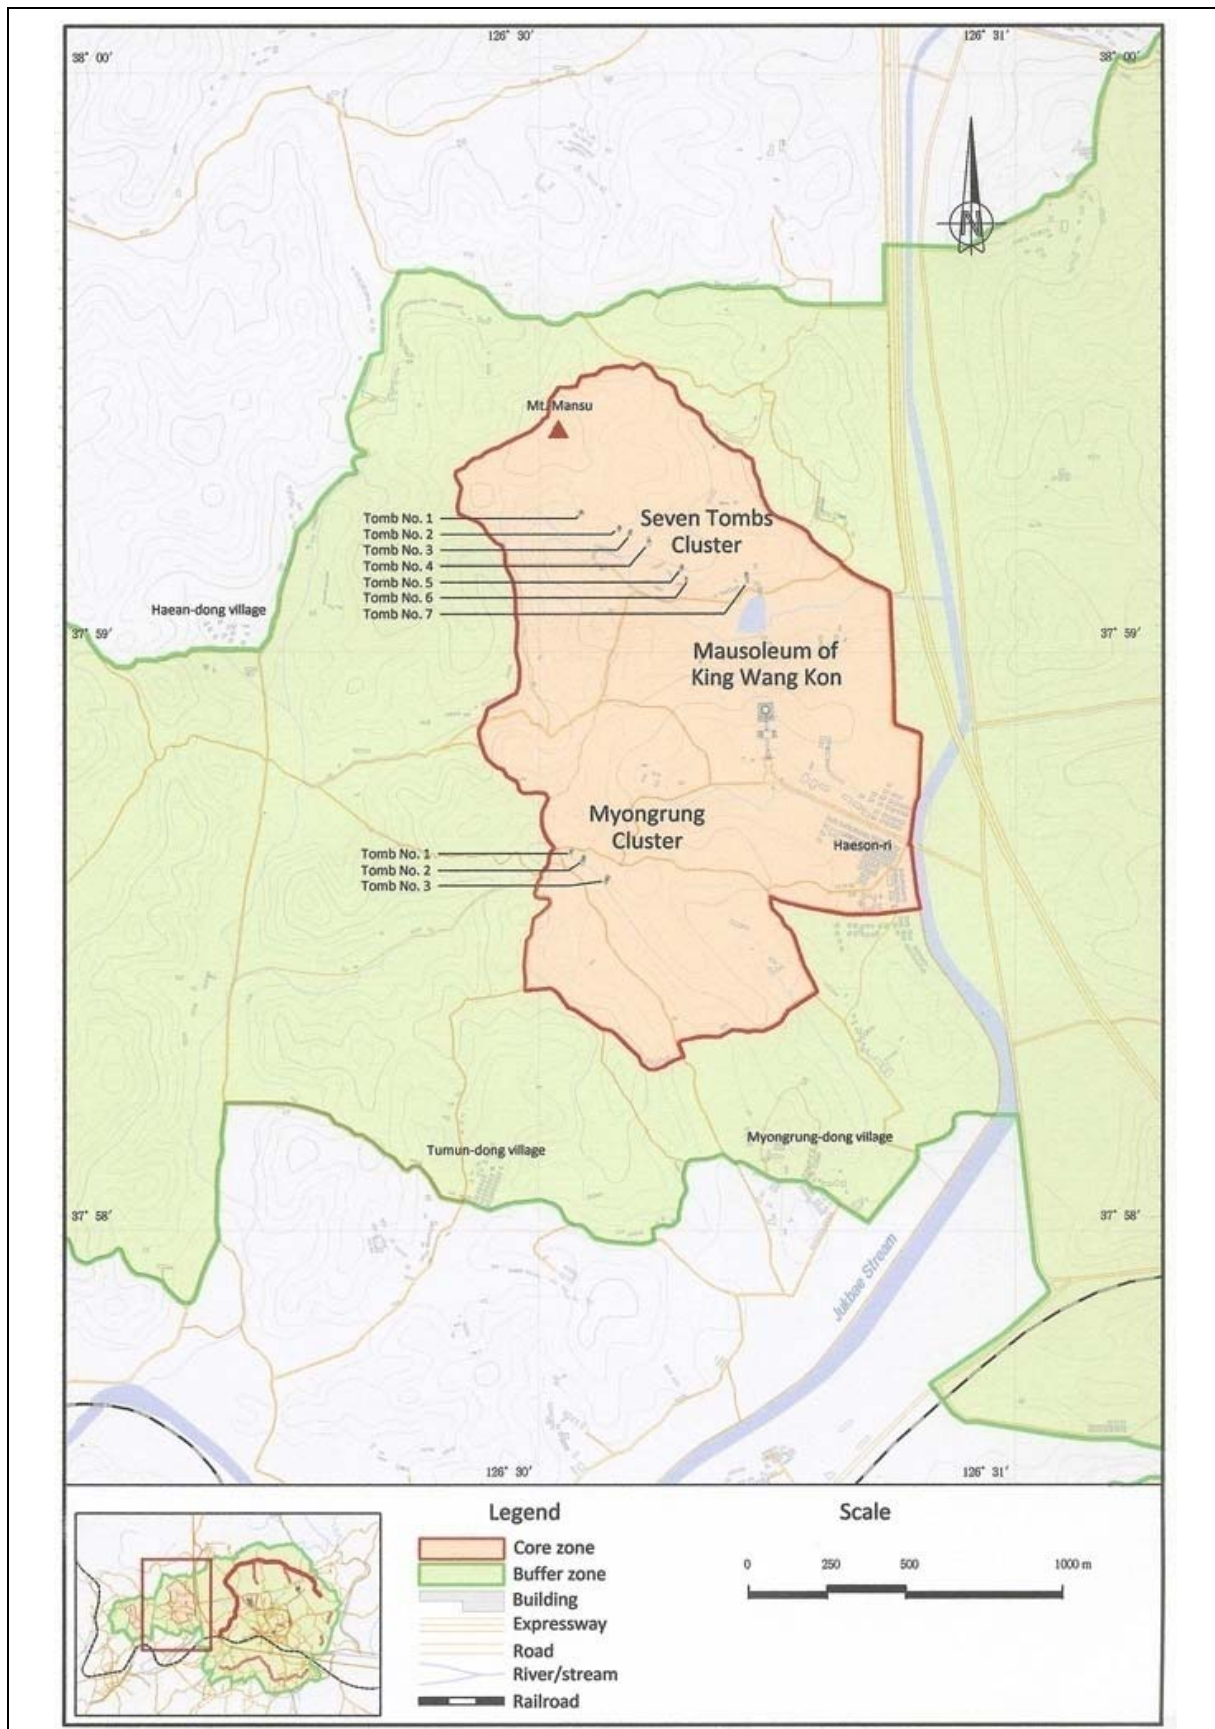 126° 30′
126° 31′
38° 00′
38° 00′
N
Mt. Mansu
Tomb No. 1
Tomb No. 2
Tomb No. 3
Tomb No. 4
Tomb No. 5
Tomb No. 6
Tomb No. 7
Seven Tombs
Cluster
Haean-dong village
37° 59′
37° 59′
Mausoleum of
King Wang Kon
Myongrung
Cluster
Haeson-ri
Tomb No. 1
Tomb No. 2
Tomb No. 3
Myongrung-dong village
Tumun-dong village
37° 58′
37° 58′
Jukbae Stream
126° 30′
126° 31′
Legend
Core zone
Buffer zone
Building
Expressway
Road
River/stream
Railroad
Scale
0 250 500 1000 m